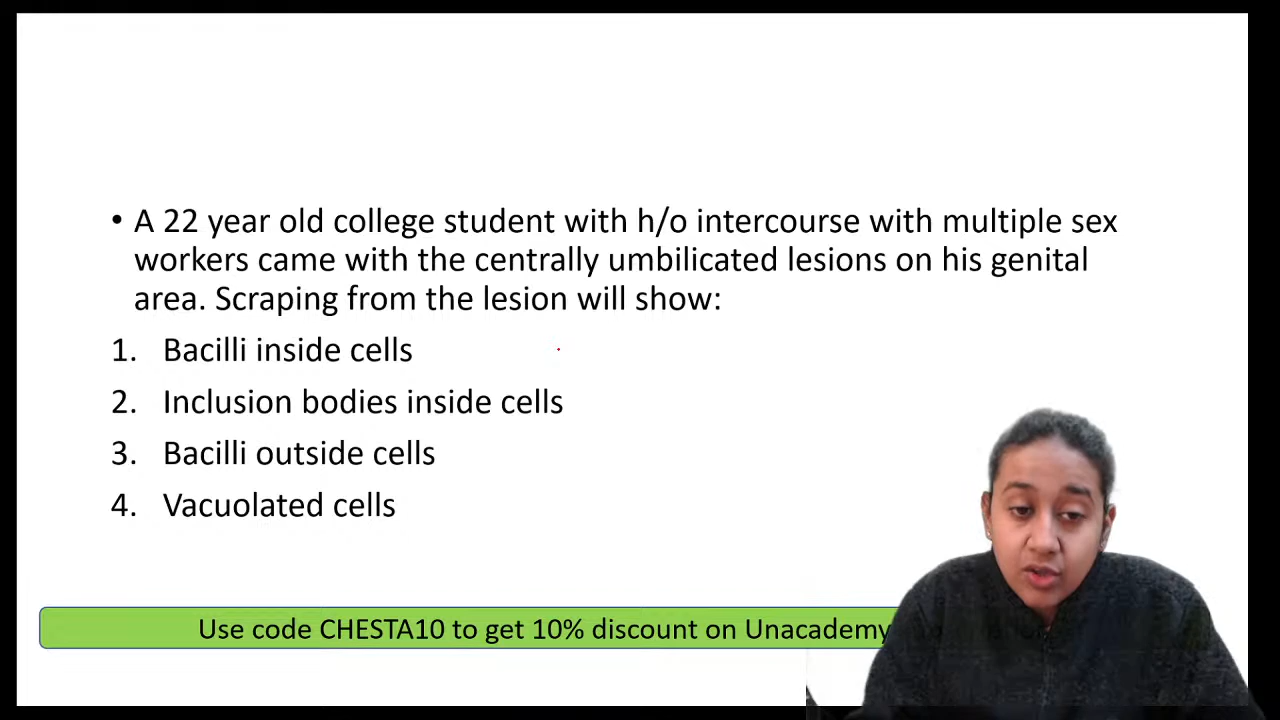 • A 22 year old college student with h/o intercourse with multiple sex
workers came with the centrally umbilicated lesions on his genital
area. Scraping from the lesion will show:
1. Bacilli inside cells
2. Inclusion bodies inside cells
3. Bacilli outside cells
4. Vacuolated cells
Use code CHESTA10 to get 10% discount on Unacademy